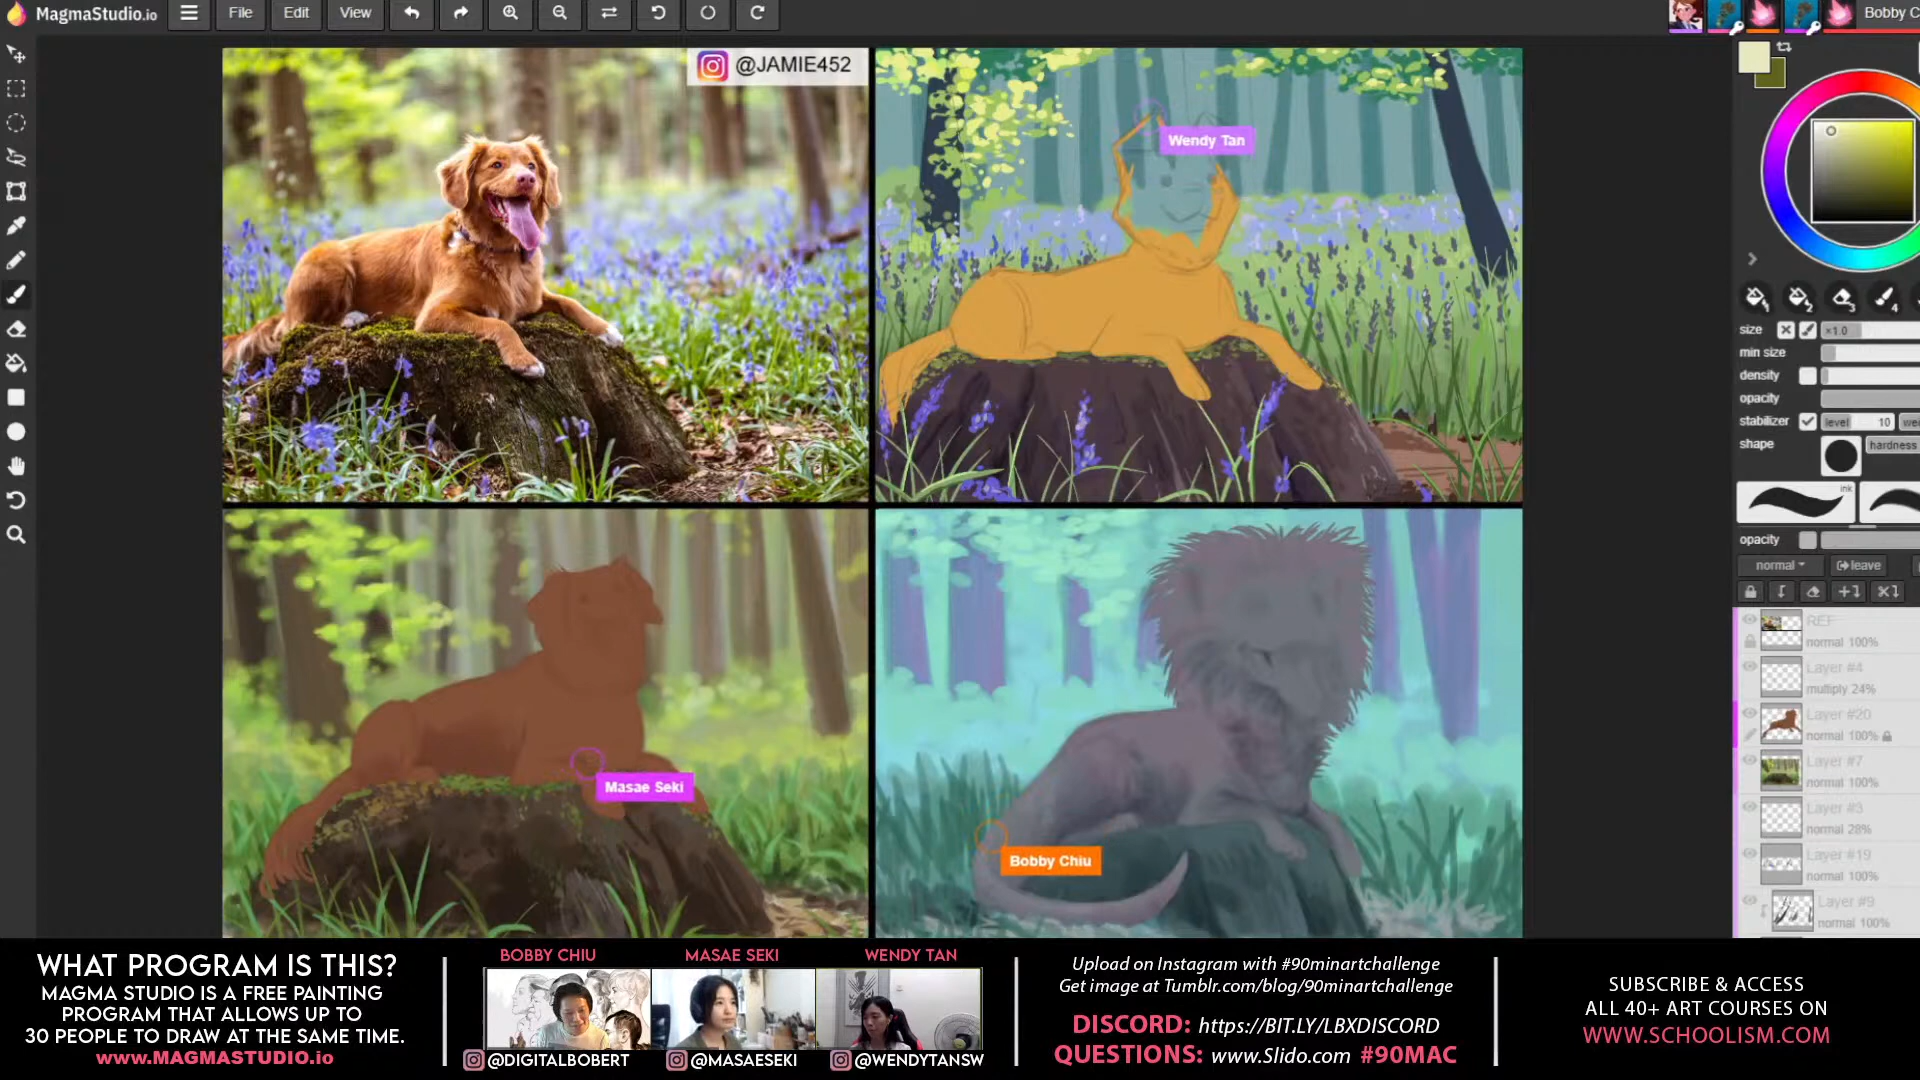 MagmaStudio.io
File
Edit
View
Bobby C
@JAMIE452
Wendy Tan
Masae Seki
Bobby Chiu
size
×1.0
min size
density
opacity
stabilizer
level 10
wei
shape
hardness
ink
opacity
normal
leave
REF
normal 100%
Layer #4
multiply 24%
Layer #20
normal 100%
Layer #7
normal 100%
Layer #3
normal 28%
Layer #19
normal 100%
Layer #9
normal 100%
WHAT PROGRAM IS THIS?
MAGMA STUDIO IS A FREE PAINTING
PROGRAM THAT ALLOWS UP TO
30 PEOPLE TO DRAW AT THE SAME TIME.
www.MAGMASTUDIO.io
BOBBY CHIU
MASAE SEKI
WENDY TAN
@DIGITALBOBERT
@MASAESEKI
@WENDYTANSW
Upload on Instagram with #90minartchallenge
Get image at Tumblr.com/blog/90minartchallenge
DISCORD: https://BIT.LY/LBXDISCORD
QUESTIONS: www.Slido.com #90MAC
SUBSCRIBE & ACCESS
ALL 40+ ART COURSES ON
WWW.SCHOOLISM.COM